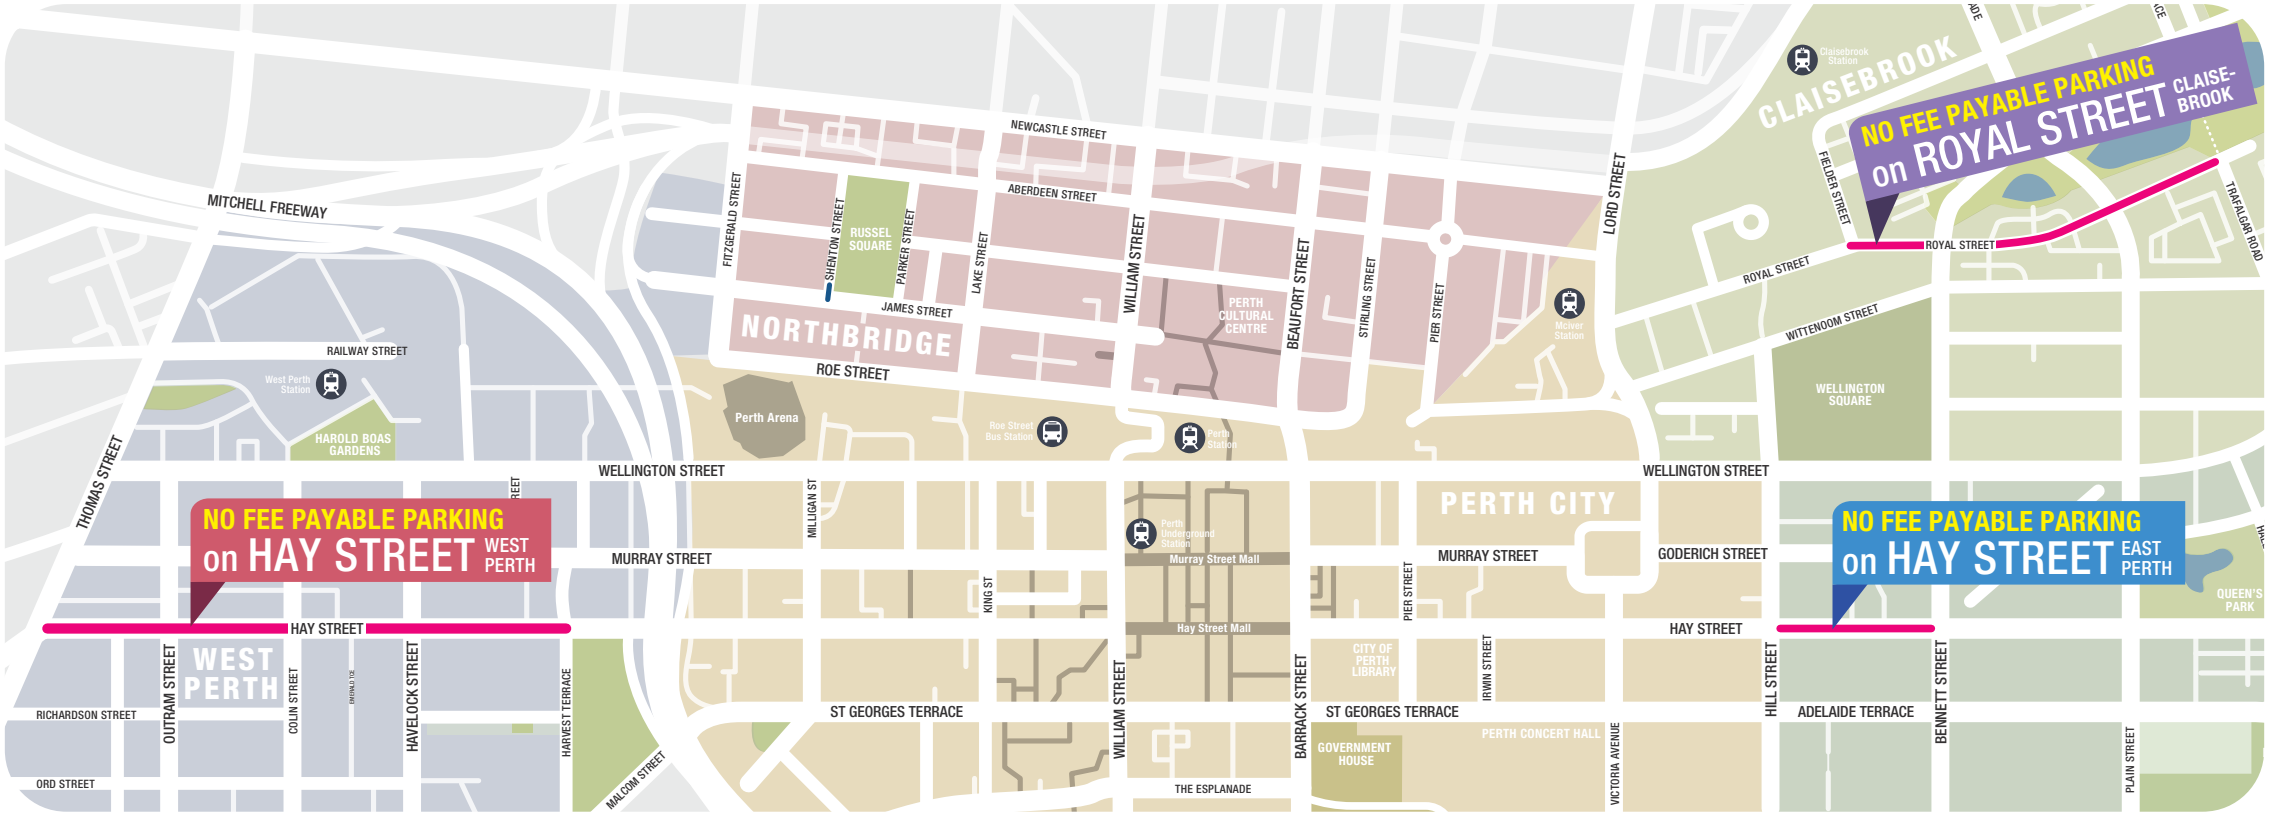 Claisebrook
Station
CLAISEBROOK
NO FEE PAYABLE PARKING
on ROYAL STREET CLAISE-
BROOK
NEWCASTLE STREET
ABERDEEN STREET
MITCHELL FREEWAY
FITZGERALD STREET
SHENTON STREET
RUSSEL
SQUARE
PARKER STREET
LAKE STREET
WILLIAM STREET
BEAUFORT STREET
STIRLING STREET
PIER STREET
LORD STREET
FIELDER STREET
TRAFALGAR ROAD
ROYAL STREET
ROYAL STREET
WITTENOOM STREET
JAMES STREET
NORTHBRIDGE
PERTH
CULTURAL
CENTRE
McIver
Station
RAILWAY STREET
West Perth
Station
ROE STREET
Perth Arena
Roe Street
Bus Station
Perth
Station
WELLINGTON
SQUARE
HAROLD BOAS
GARDENS
THOMAS STREET
WELLINGTON STREET
WELLINGTON STREET
REET
MILLIGAN ST
PERTH CITY
NO FEE PAYABLE PARKING
on HAY STREET WEST
PERTH
NO FEE PAYABLE PARKING
on HAY STREET EAST
PERTH
Perth
Underground
Station
MURRAY STREET
Murray Street Mall
MURRAY STREET
GODERICH STREET
KING ST
PIER STREET
QUEEN'S
PARK
HAY STREET
Hay Street Mall
HAY STREET
WEST
PERTH
OUTRAM STREET
COLIN STREET
EMERALD TCE
HAVELOCK STREET
HARVEST TERRACE
WILLIAM STREET
BARRACK STREET
CITY OF
PERTH
LIBRARY
IRWIN STREET
HILL STREET
BENNETT STREET
RICHARDSON STREET
ST GEORGES TERRACE
ST GEORGES TERRACE
ADELAIDE TERRACE
PERTH CONCERT HALL
GOVERNMENT
HOUSE
VICTORIA AVENUE
PLAIN STREET
ORD STREET
MALCOM STREET
THE ESPLANADE